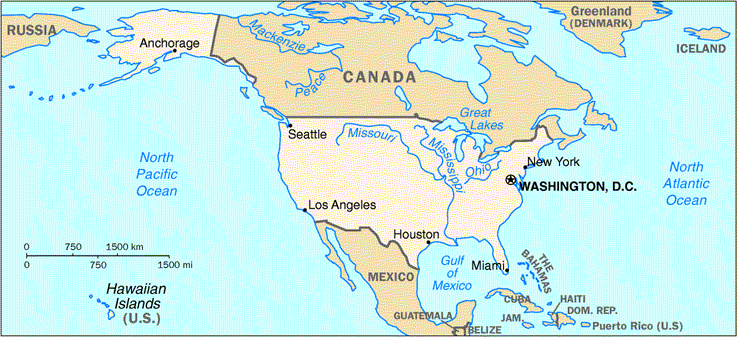 Greenland
(DENMARK)
RUSSIA
Mackenzie
Anchorage
ICELAND
Peace
CANADA
Great
Lakes
Seattle
Missouri
Mississippi
Ohio
New York
North
Pacific
Ocean
North
Atlantic
Ocean
WASHINGTON, D.C.
Los Angeles
Houston
0 750 1500 km
0 750 1500 mi
Gulf
of
Mexico
Miami
THE
BAHAMAS
MEXICO
Hawaiian
Islands
(U.S.)
CUBA
HAITI
DOM. REP.
GUATEMALA
JAM.
BELIZE
Puerto Rico (U.S)